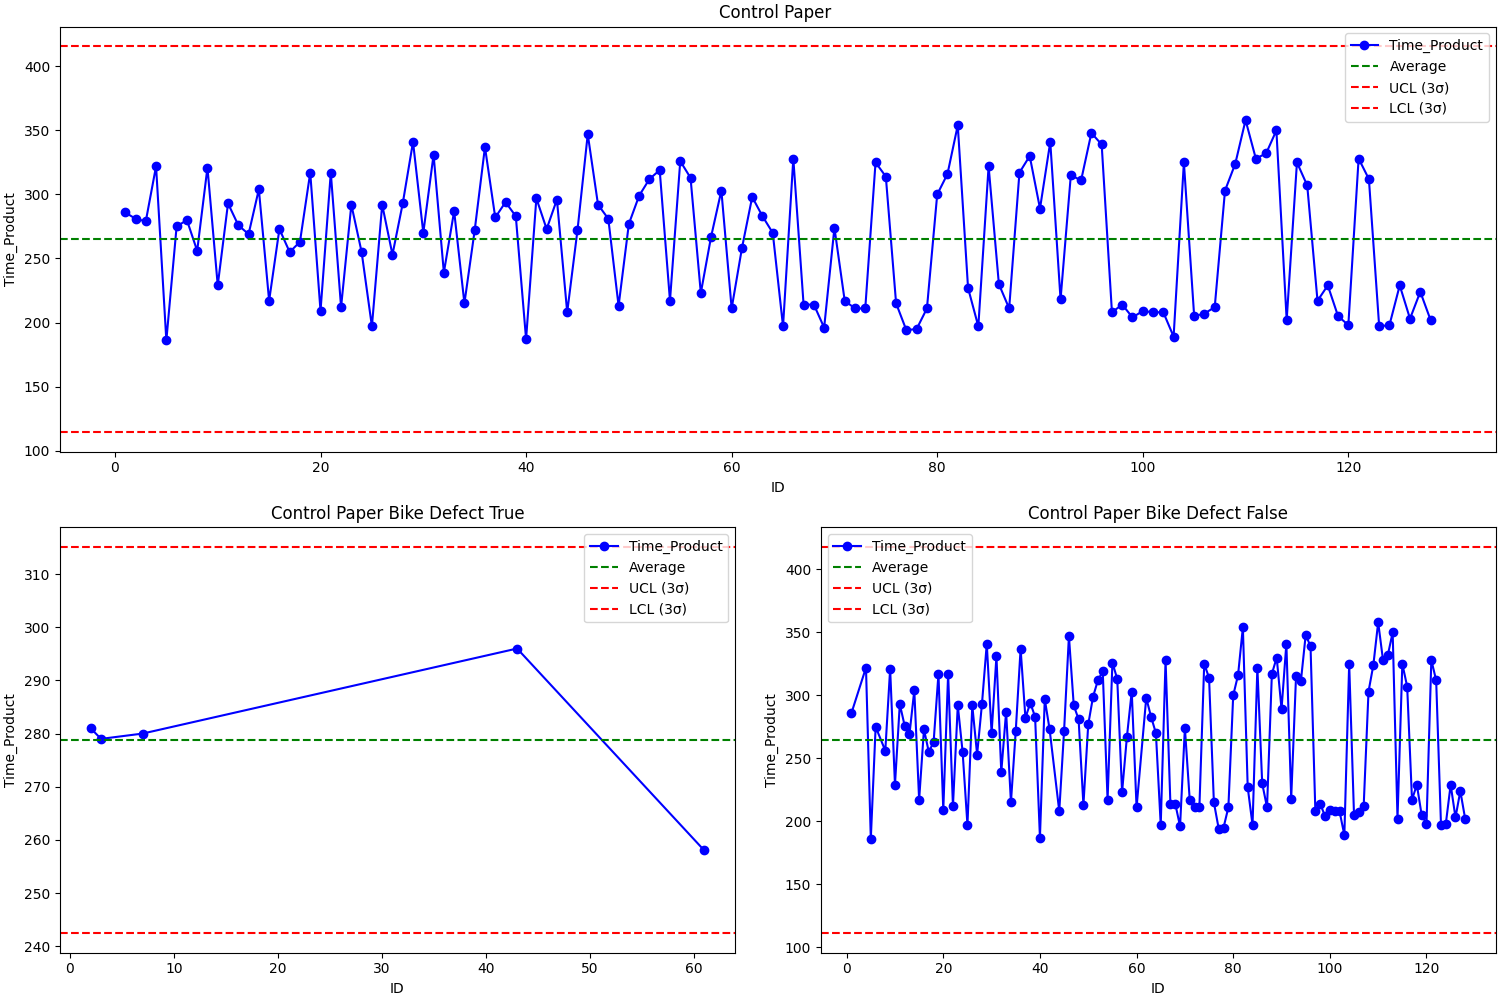 Control Paper
Time_Product
400
350
300
250
200
150
100
Time_Product
Average
UCL (3σ)
LCL (3σ)
0 20 40 60 80 100 120
ID
Control Paper Bike Defect True
Time_Product
310
300
290
280
270
260
250
240
Time_Product
Average
UCL (3σ)
LCL (3σ)
0 10 20 30 40 50 60
ID
Control Paper Bike Defect False
Time_Product
400
350
300
250
200
150
100
Time_Product
Average
UCL (3σ)
LCL (3σ)
0 20 40 60 80 100 120
ID